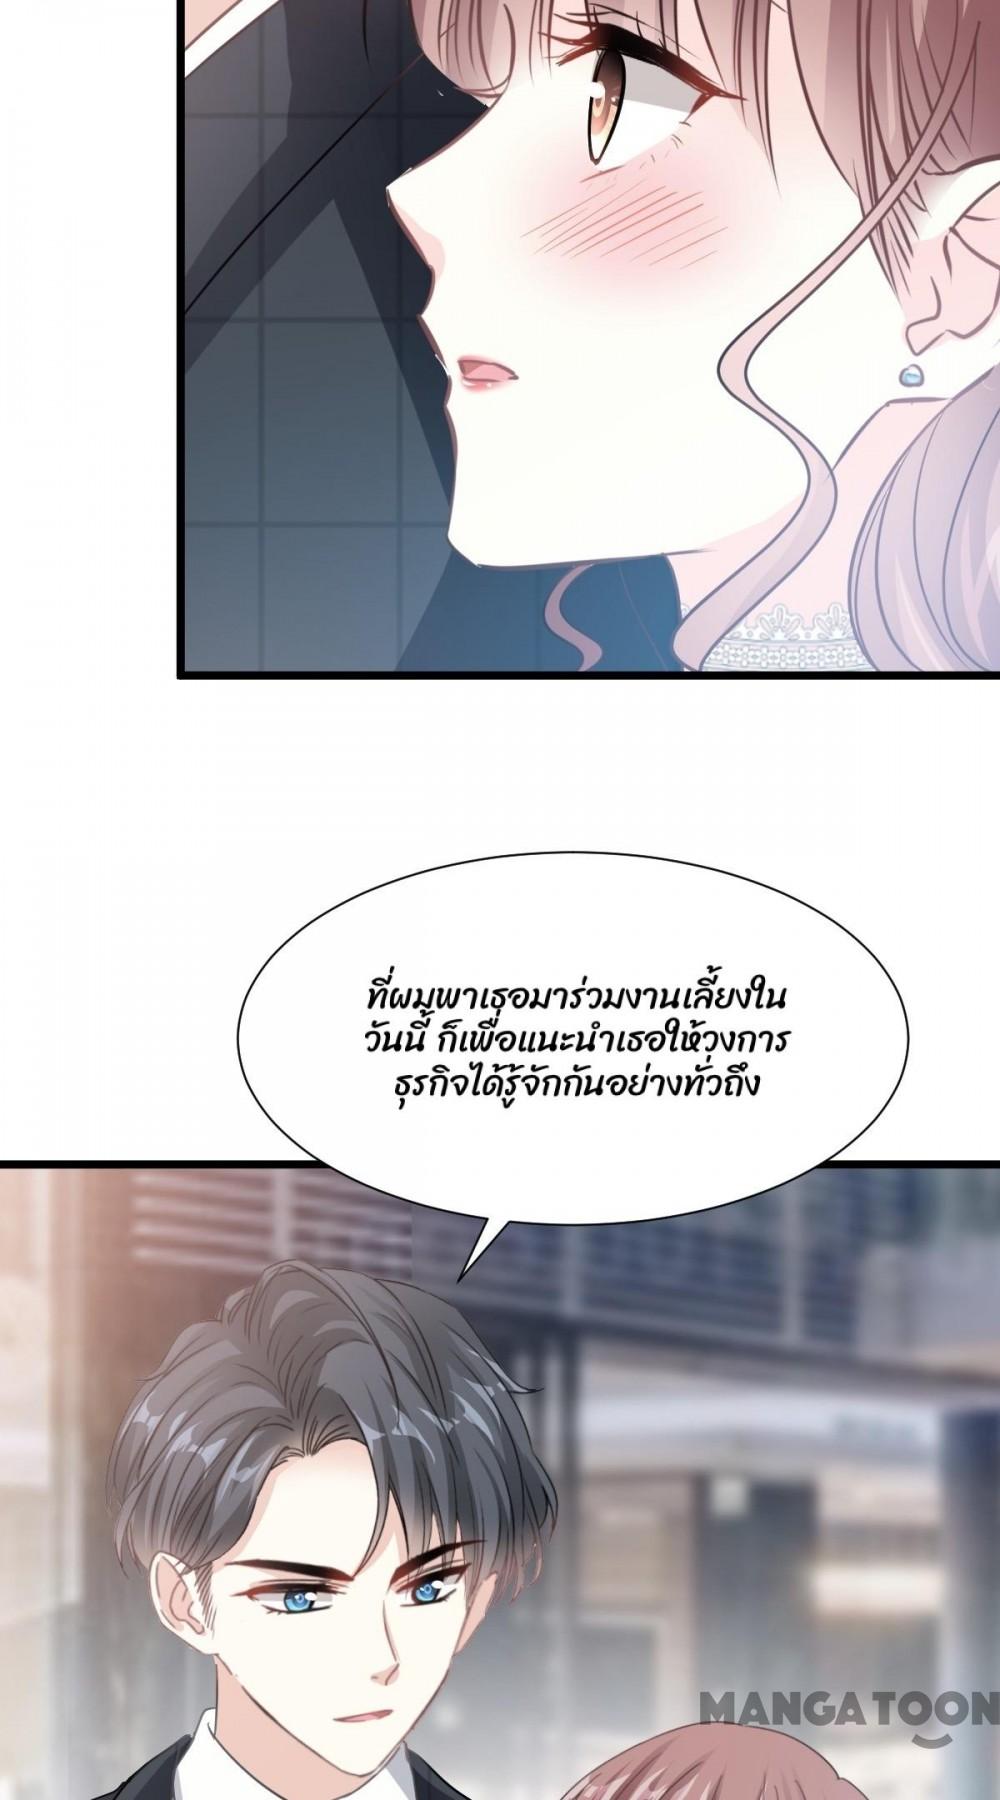 ที่ผมพาเธอมาร่วมงานเลี้ยงใน
วันนี้ ก็เพื่อแนะนำเธอให้วงการ
ธุรกิจได้รู้จักกันอย่างทั่วถึง
MANGATOON